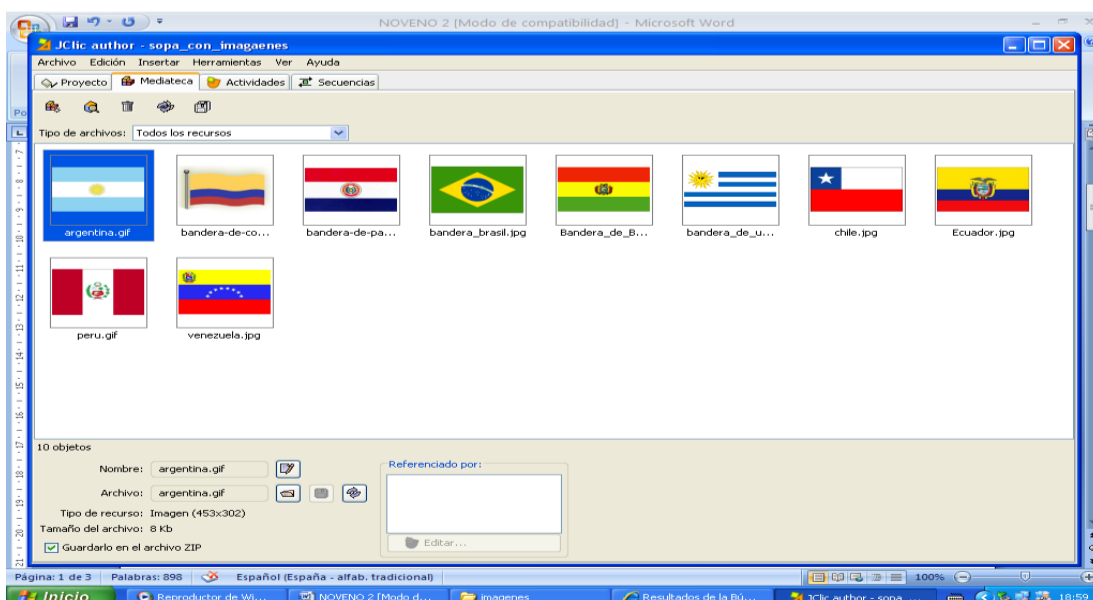 NOVENO 2 [Modo de compatibilidad] - Microsoft Word
JClic author - sopa_con_imagaenes
Archivo Edición Insertar Herramientas Ver Ayuda
Proyecto Mediateca Actividades Secuencias
Tipo de archivos: Todos los recursos
argentina.gif bandera-de-co... bandera-de-pa... bandera_brasil.jpg Bandera_de_B... bandera_de_u... chile.jpg Ecuador.jpg
peru.gif venezuela.jpg
10 objetos
Nombre: argentina.gif
Referenciado por:
Archivo: argentina.gif
Tipo de recurso: Imagen (453x302)
Tamaño del archivo: 8 Kb
Guardarlo en el archivo ZIP
Editar...
Página: 1 de 3 Palabras: 898 Español (España - alfab. tradicional) 100%
Inicio Reproductor de Wi... NOVENO 2 [Modo d... imagenes Resultados de la Bú... JClic author - sopa_... 18:59